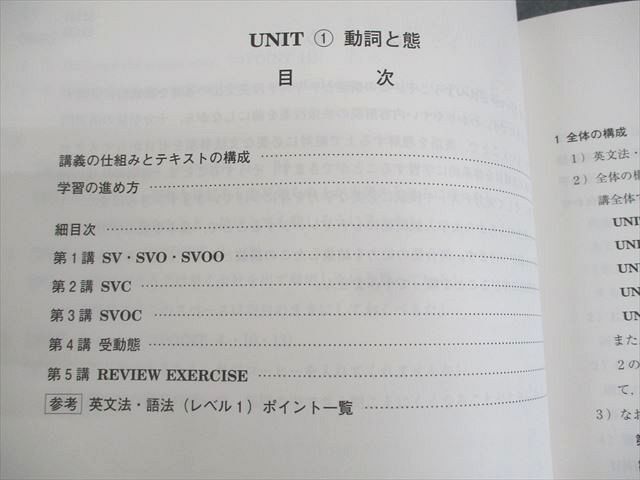 UNIT ① 動詞と態
目 次
講義の仕組みとテキストの構成
学習の進め方
細目次
第1講 SV・SVO・SVOO
第2講 SVC
第3講 SVOC
第4講 受動態
第5講 REVIEW EXERCISE
参考 英文法・語法(レベル1)ポイント一覧
1 全体の構成
1) 英文法・
2) 全体の構
講全体で
UNIT
UNI
UN
UN
UN
また
2の
て、
3) なお